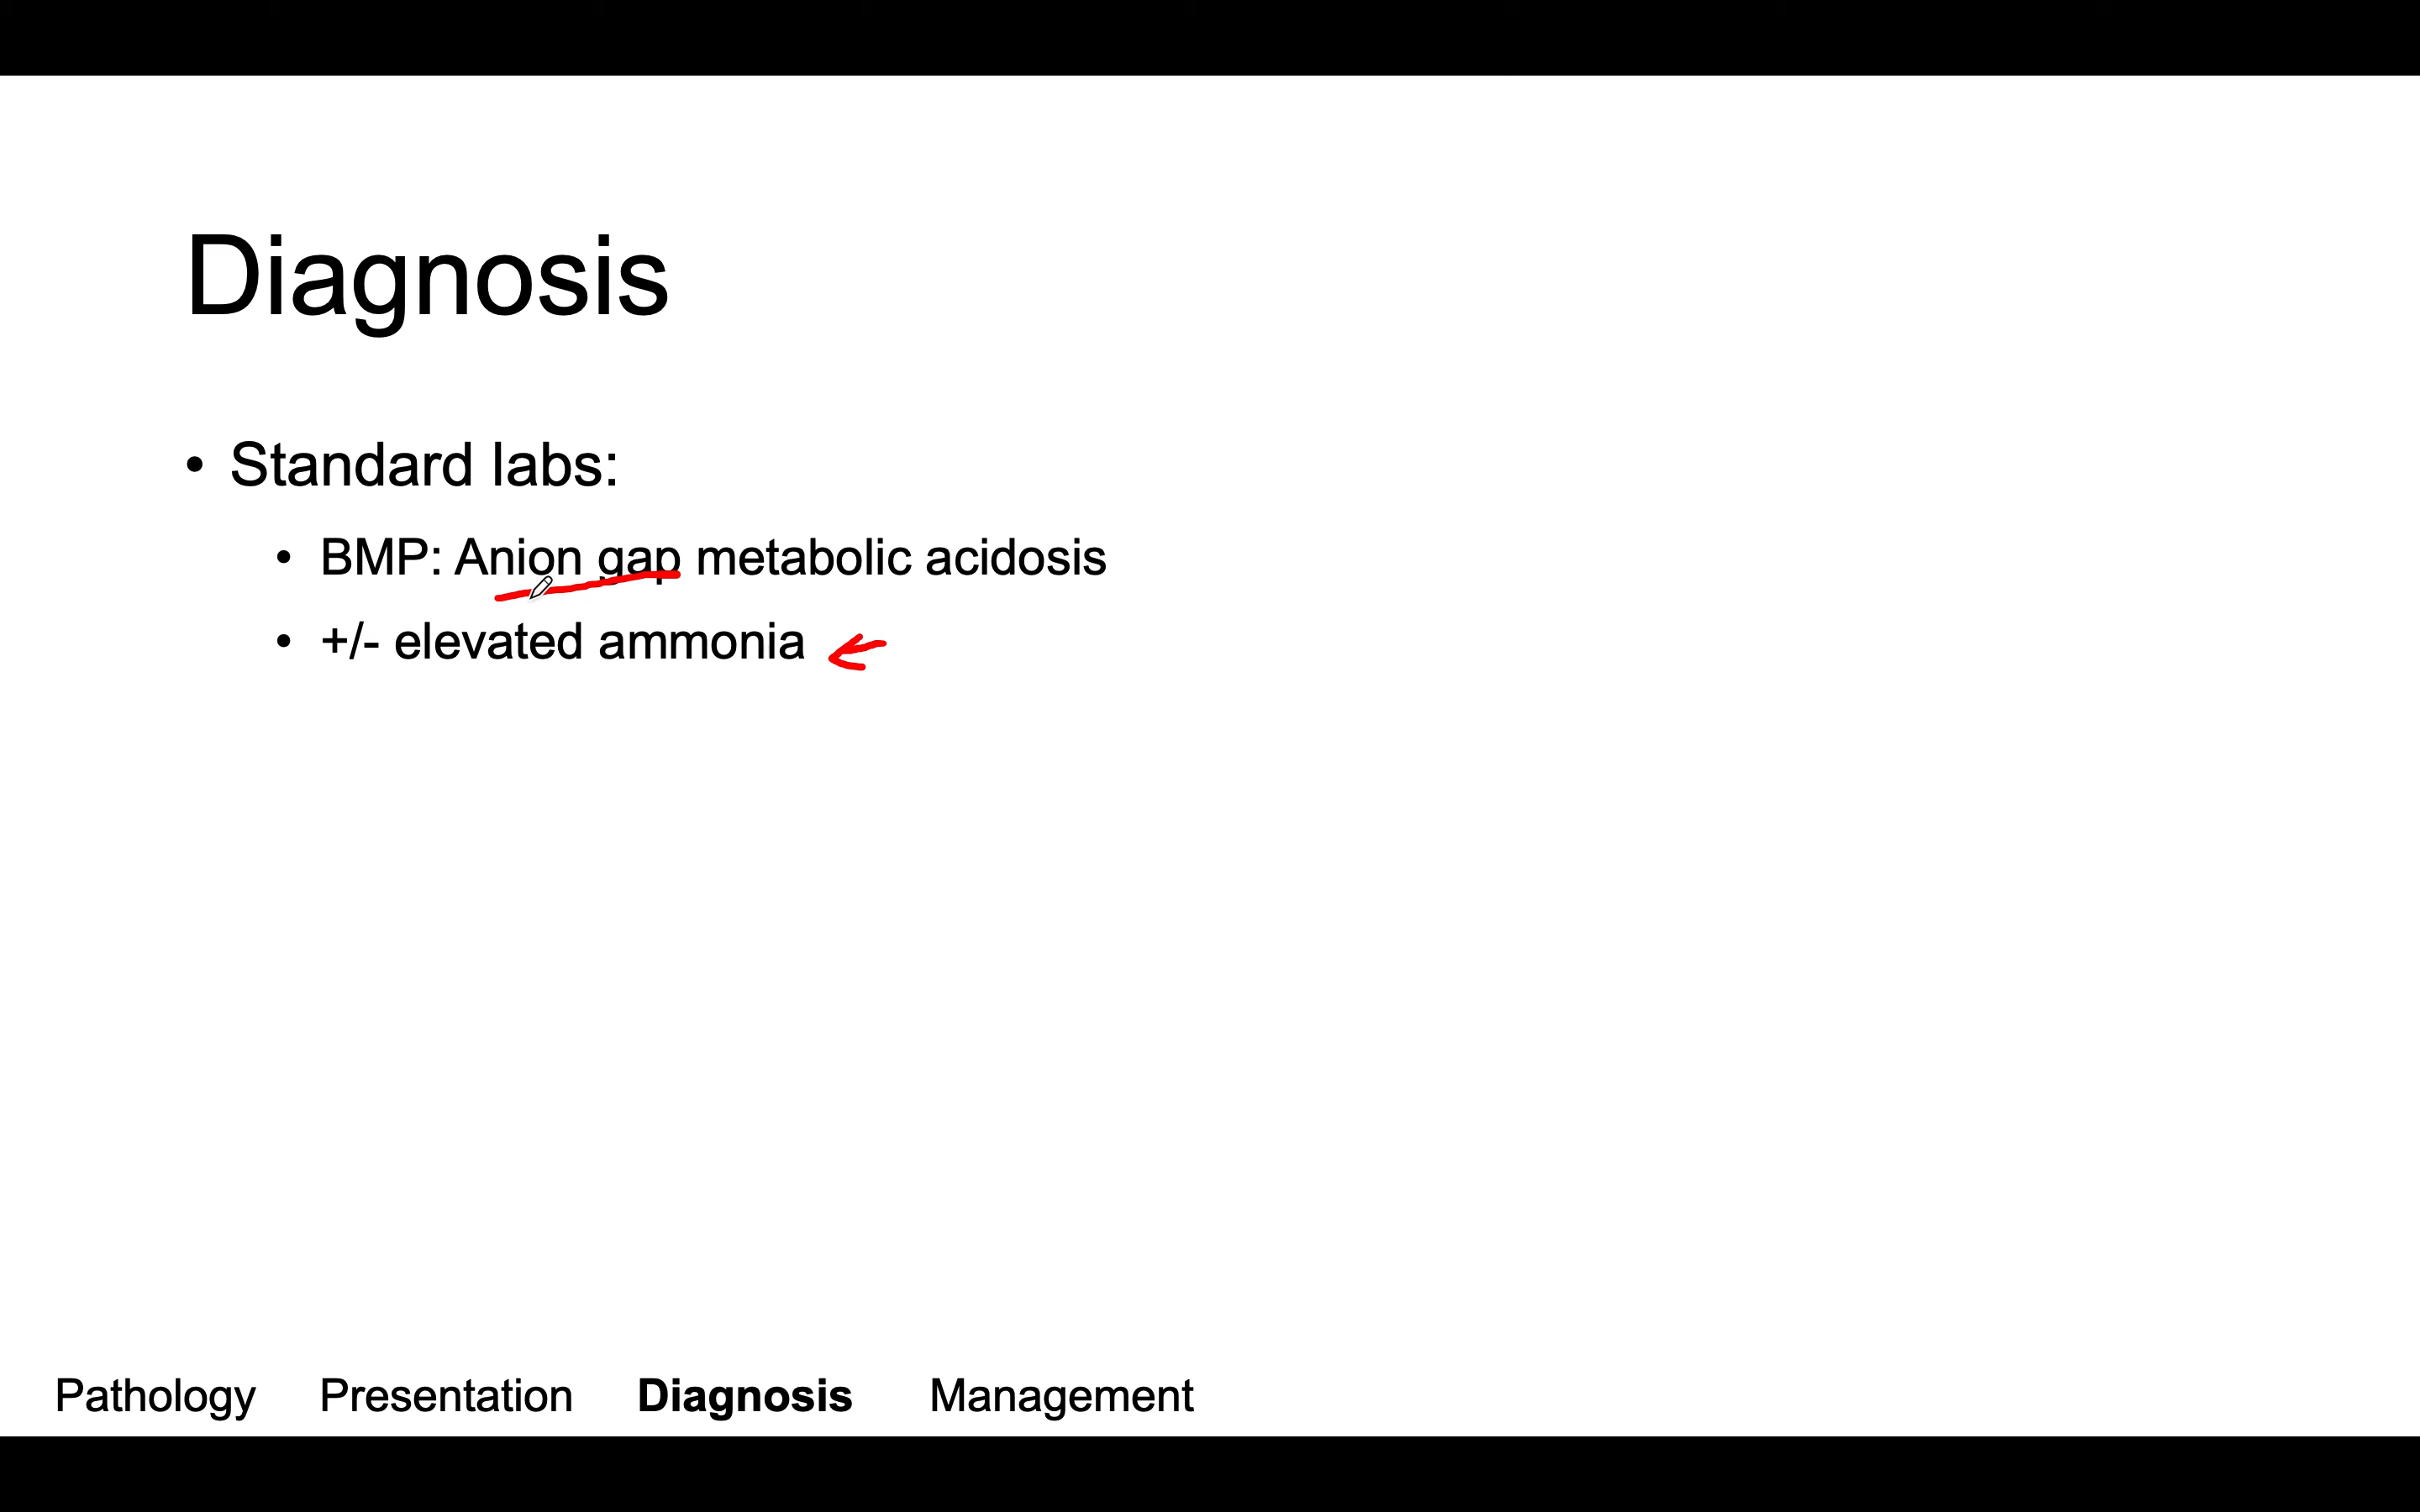 Diagnosis
• Standard labs:
• BMP: Anion gap metabolic acidosis
• +/- elevated ammonia
Pathology Presentation Diagnosis Management